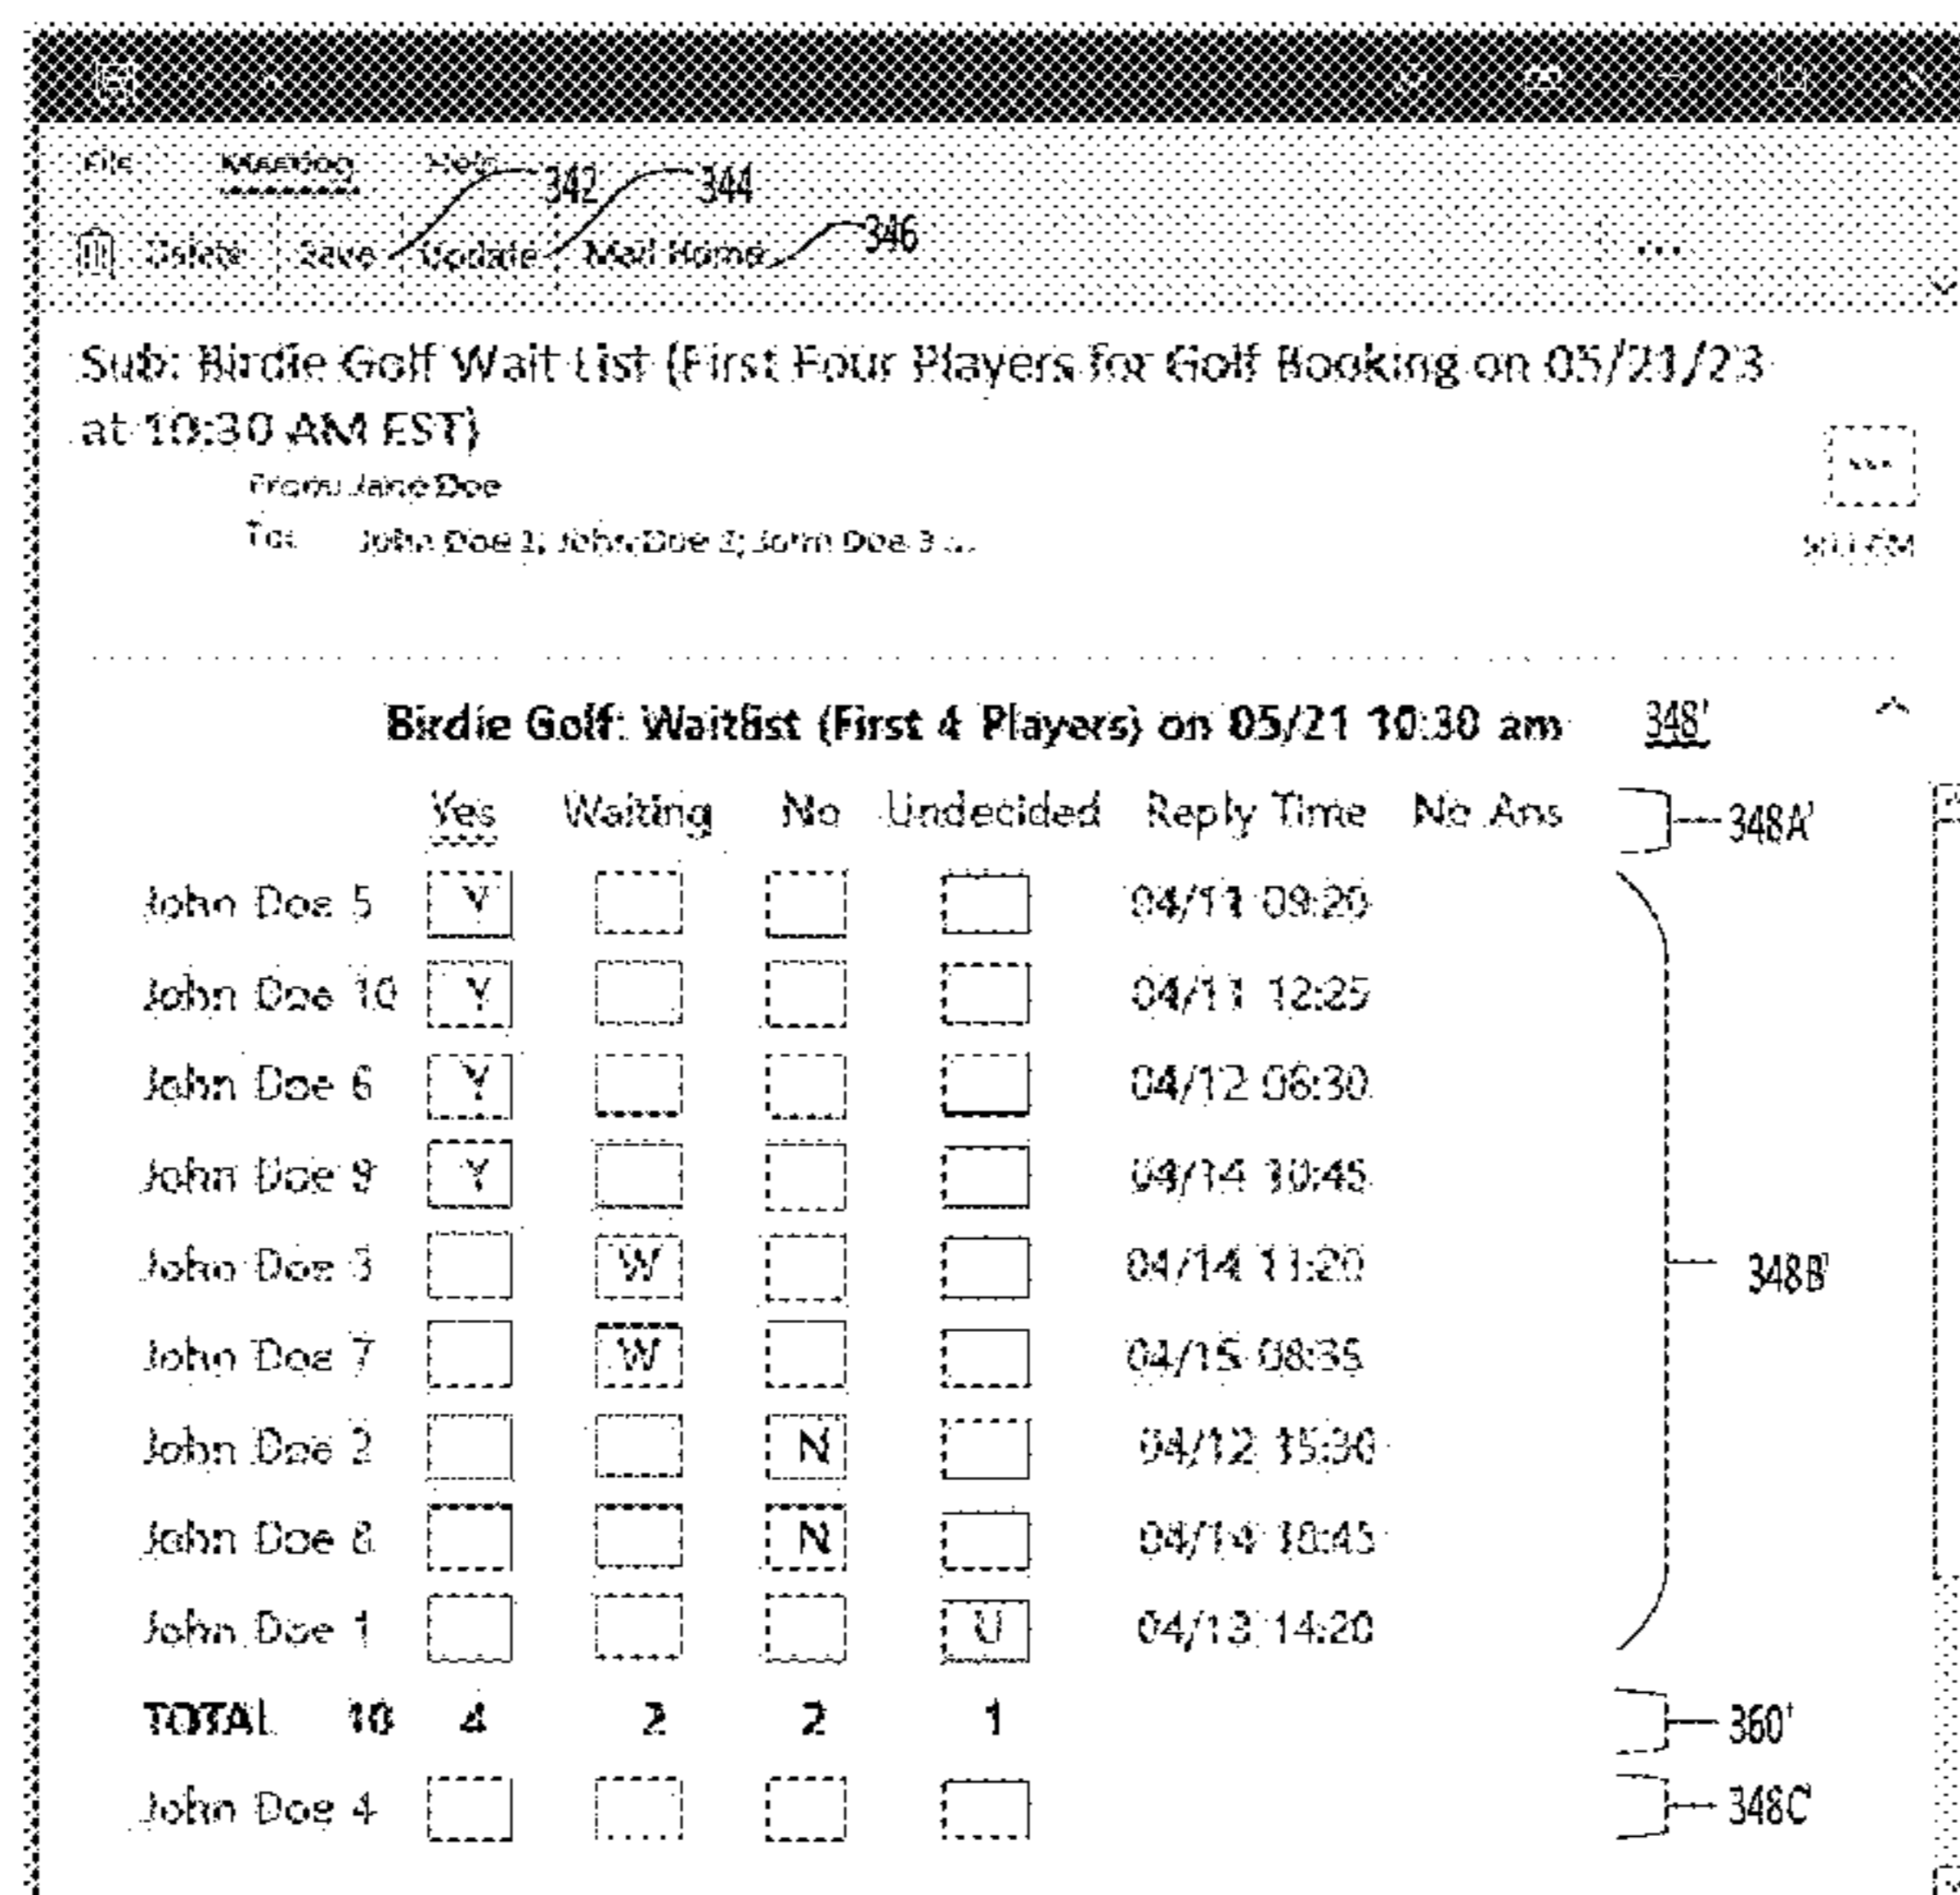 File Meeting Help 342 344
Delete Save Update Mail Home 346 ...
Sub: Birdie Golf Wait List (First Four Players for Golf Booking on 05/21/23
at 10:30 AM EST)
From: Jane Doe
To: John Doe 1; John Doe 2; John Doe 3 ...
Birdie Golf: Waitlist (First 4 Players) on 05/21 10:30 am 348'
Yes Waiting No Undecided Reply Time No Ans 348A'
John Doe 5 Y 04/11 09:20
John Doe 10 Y 04/11 12:25
John Doe 6 Y 04/12 06:30
John Doe 9 Y 04/14 10:45
John Doe 3 W 04/14 11:20 348B'
John Doe 7 W 04/15 08:35
John Doe 2 N 04/12 15:30
John Doe 8 N 04/14
John Doe 1 U 04/13 14:20
TOTAL 10 4 2 2 1 360'
John Doe 4 348C'